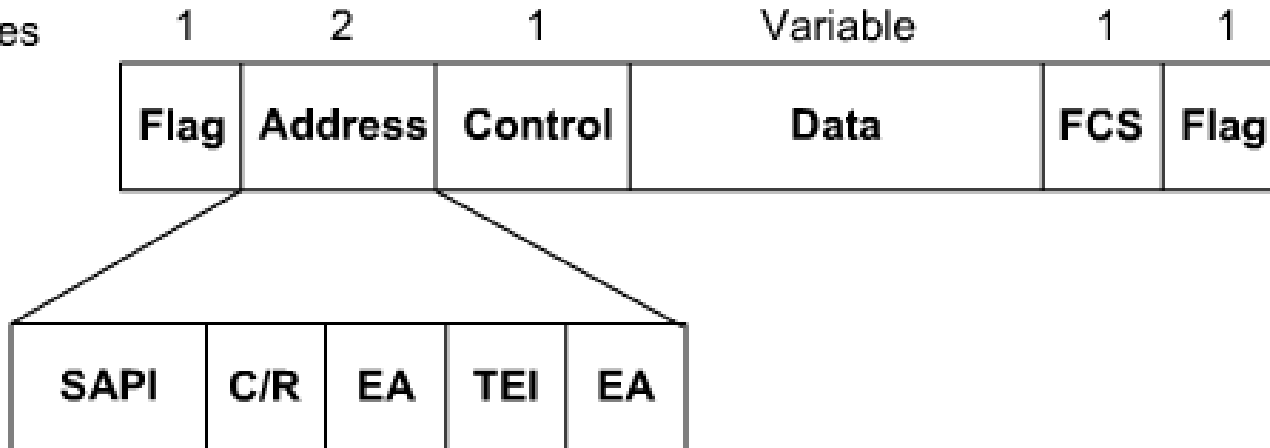 es 1 2 1 Variable 1 1
Flag Address Control Data FCS Flag
SAPI C/R EA TEI EA